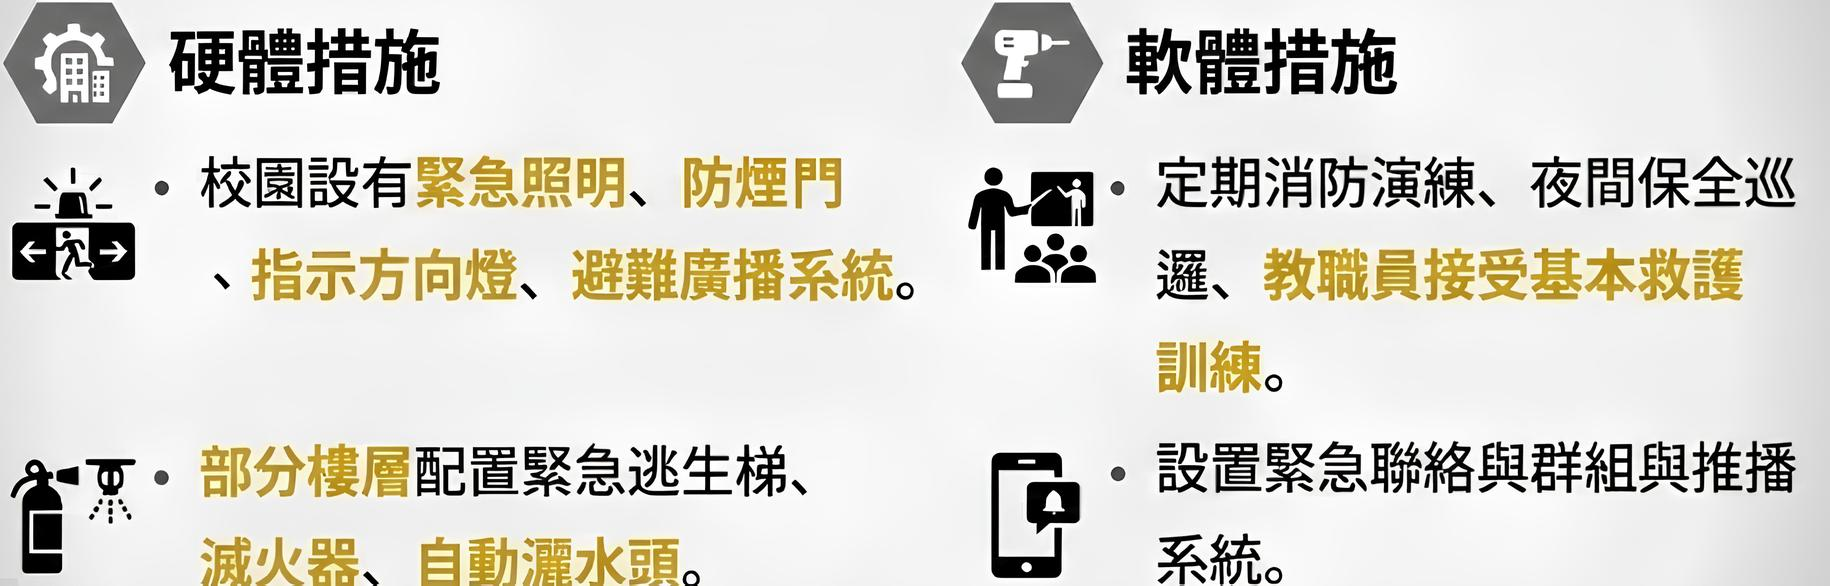 硬體措施
校園設有緊急照明、防煙門
、指示方向燈、避難廣播系統。
部分樓層配置緊急逃生梯、
滅火器、自動灑水頭。
軟體措施
定期消防演練、夜間保全巡
邏、教職員接受基本救護
訓練。
設置緊急聯絡與群組與推播
系統。